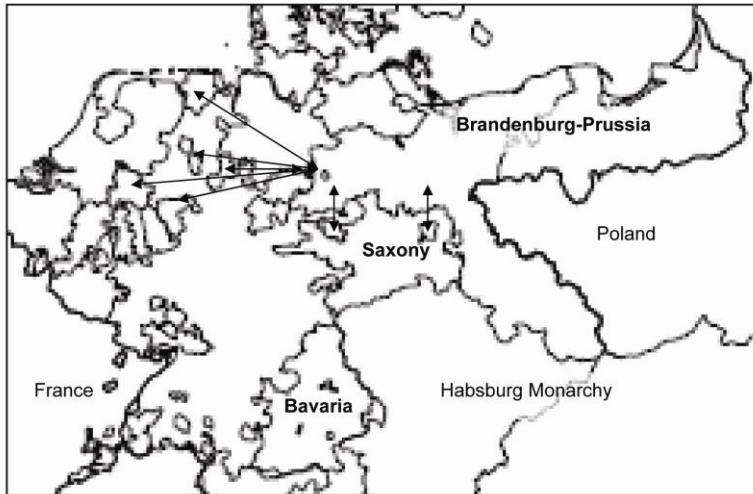 Brandenburg-Prussia
Poland
Saxony
France
Bavaria
Habsburg Monarchy